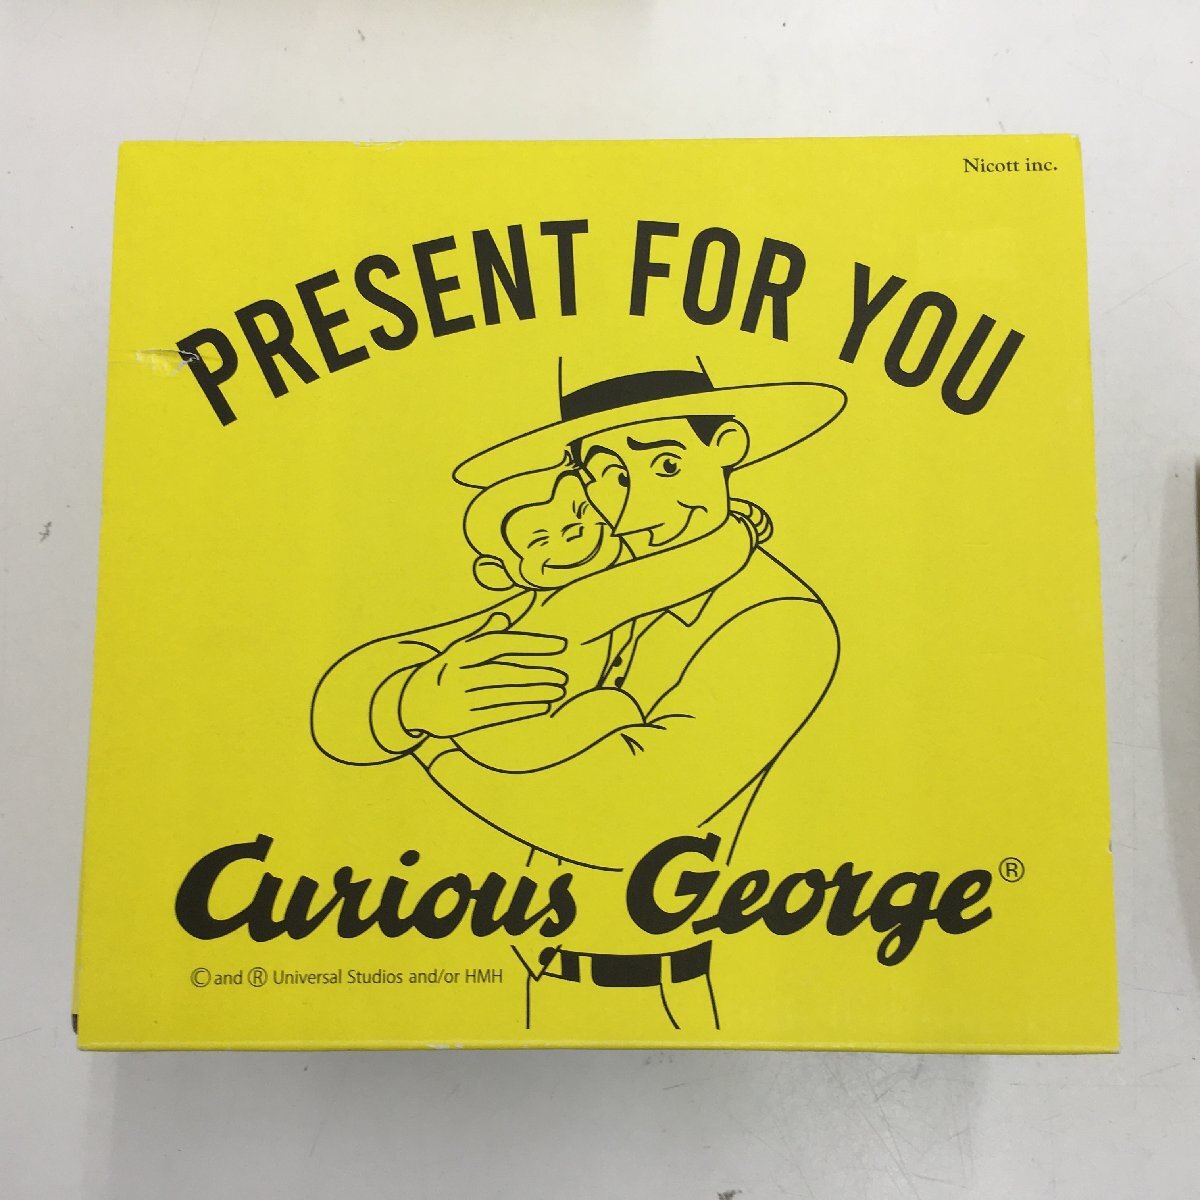 Nicott inc.
PRESENT FOR YOU
Curious George®
© and ® Universal Studios and/or HMH